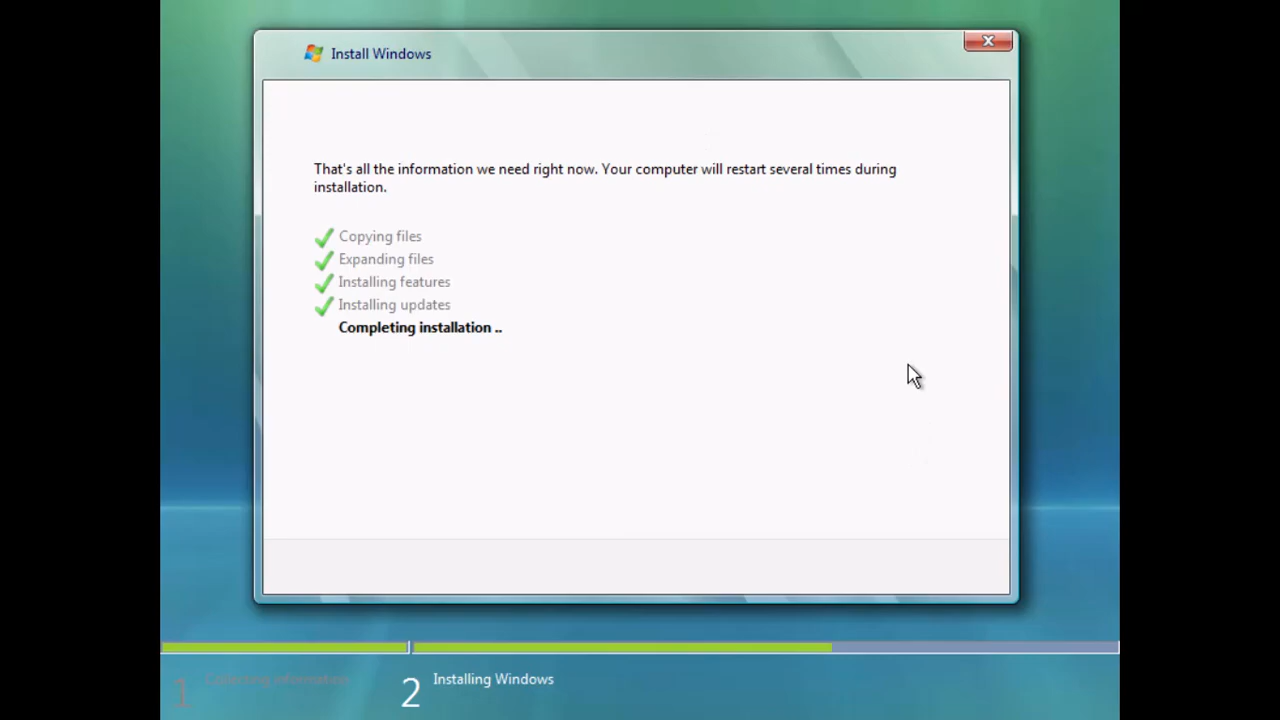 Install Windows
That's all the information we need right now. Your computer will restart several times during
installation.
Copying files
Expanding files
Installing features
Installing updates
Completing installation ..
1 Collecting information
2 Installing Windows